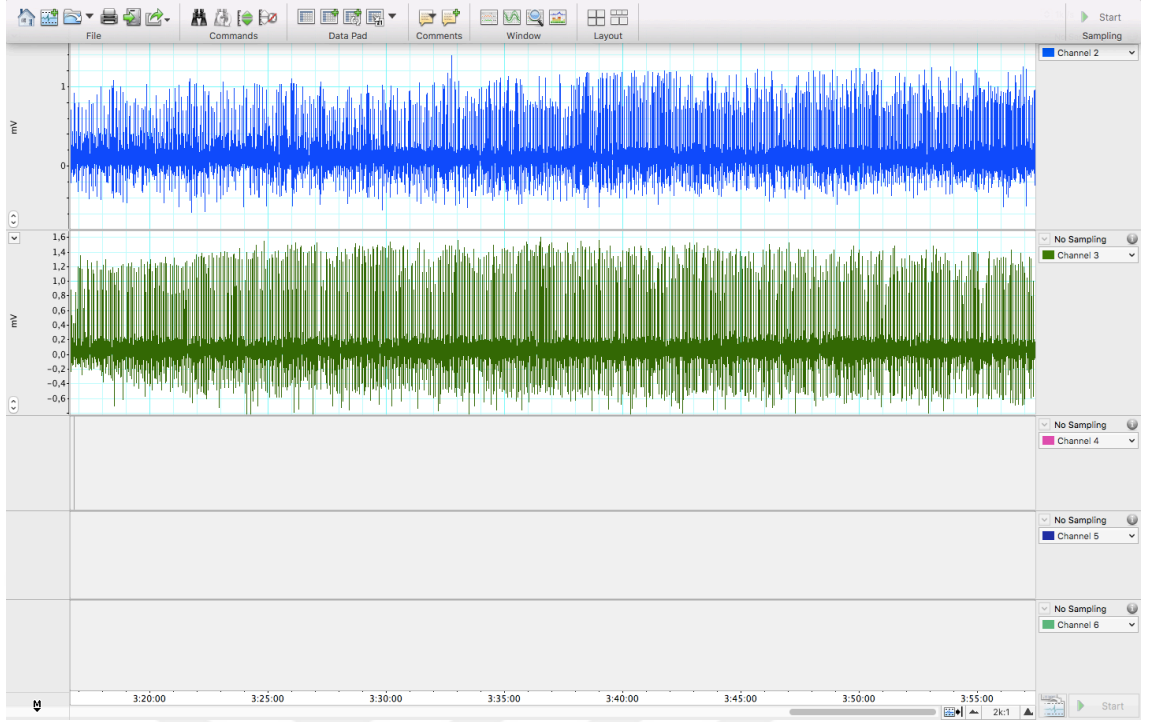 Start
File Commands Data Pad Comments Window Layout Sampling
Channel 2
1
mV
0
No Sampling
Channel 3
1,6
1,4
1,2
1,0
0,8
mV
0,6
0,4
0,2
0,0
−0,2
−0,4
−0,6
No Sampling
Channel 4
No Sampling
Channel 5
No Sampling
Channel 6
3:20:00 3:25:00 3:30:00 3:35:00 3:40:00 3:45:00 3:50:00 3:55:00
M
2k:1
Start